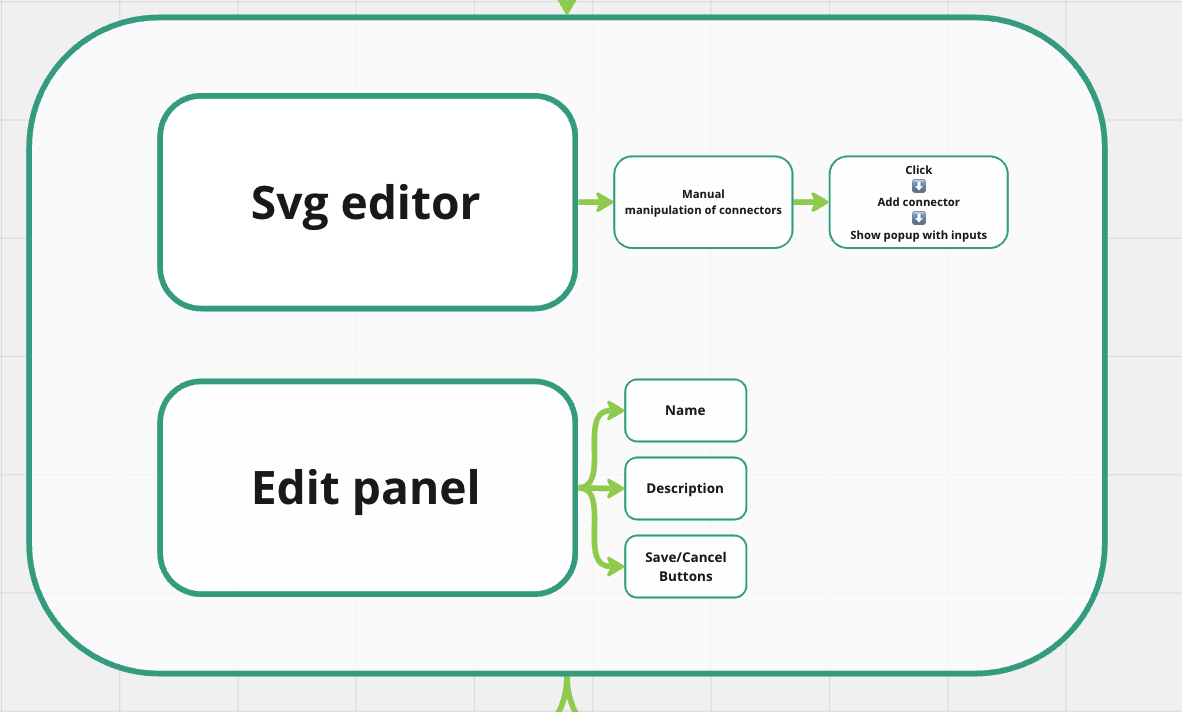 Svg editor
Manual
manipulation of connectors
Click
⬇️
Add connector
⬇️
Show popup with inputs
Edit panel
Name
Description
Save/Cancel
Buttons